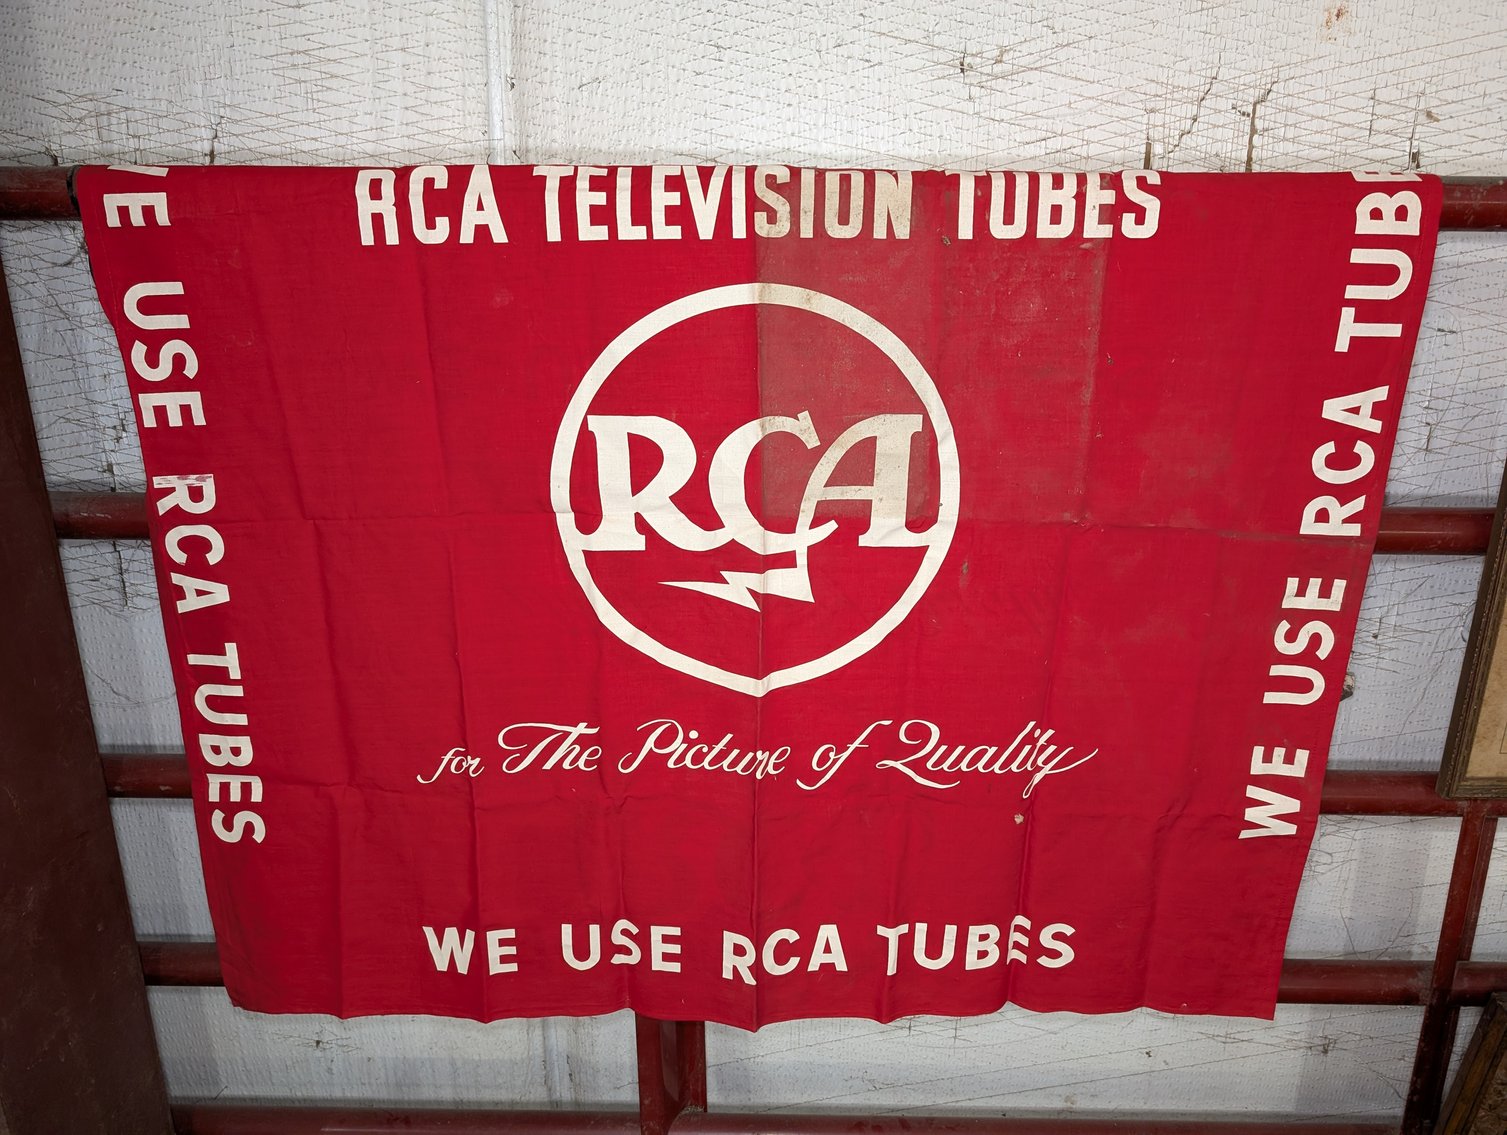 RCA TELEVISION TUBES
WE USE RCA TUBES
RCA
for The Picture of Quality
WE USE RCA TUBES
WE USE RCA TUBES